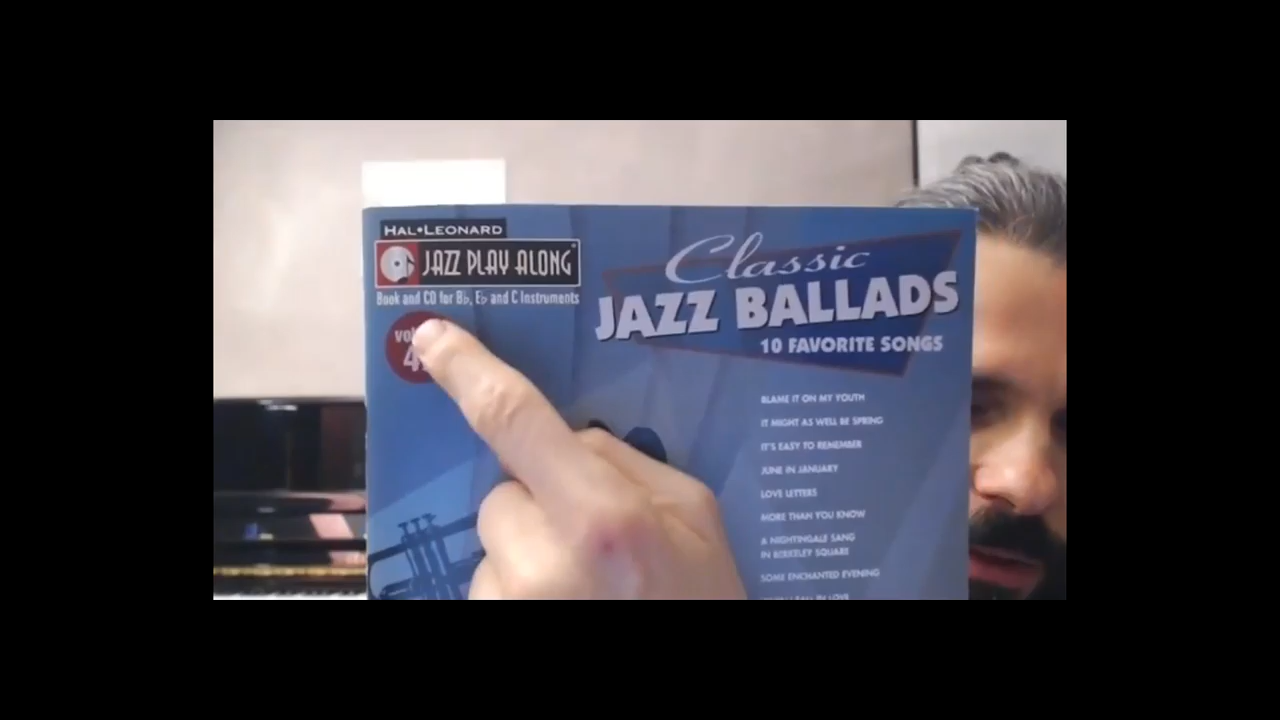 HAL•LEONARD
JAZZ PLAY ALONG®
Book and CD for B♭, E♭ and C Instruments
Classic
JAZZ BALLADS
10 FAVORITE SONGS
BLAME IT ON MY YOUTH
IT MIGHT AS WELL BE SPRING
IT'S EASY TO REMEMBER
JUNE IN JANUARY
LOVE LETTERS
MORE THAN YOU KNOW
A NIGHTINGALE SANG
IN BERKELEY SQUARE
SOME ENCHANTED EVENING